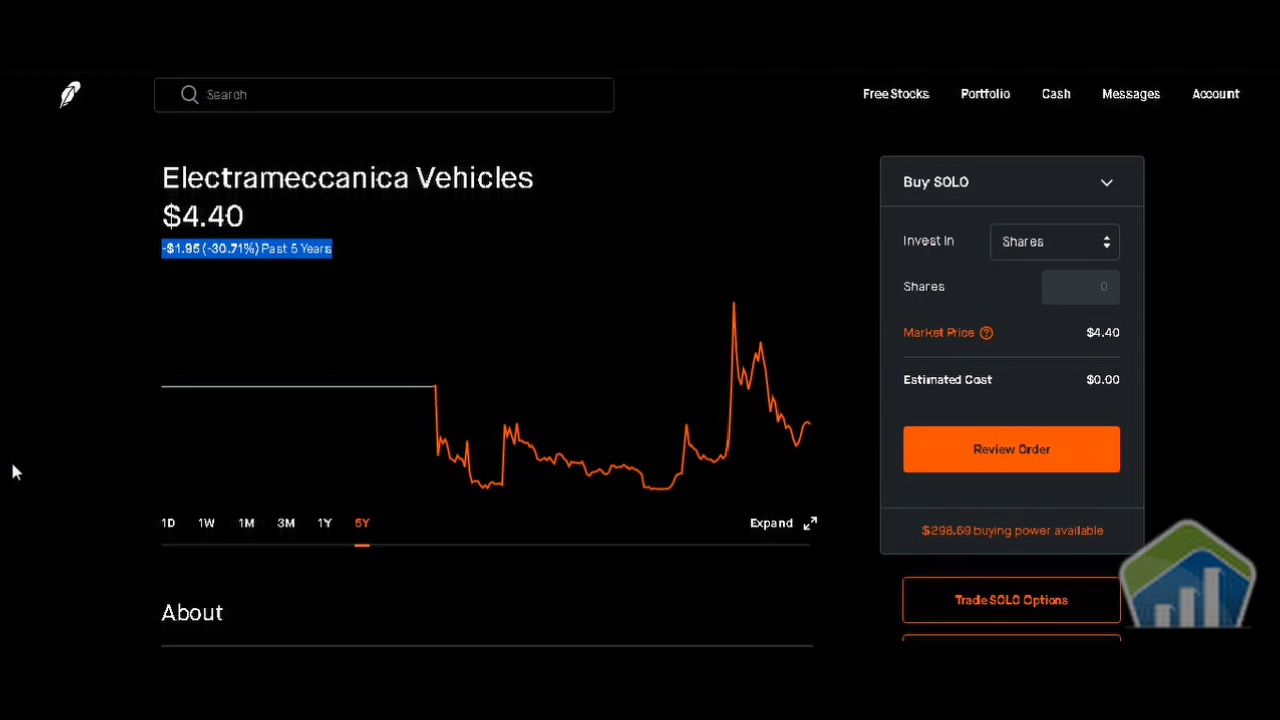 Search
Free Stocks Portfolio Cash Messages Account
Electrameccanica Vehicles
$4.40
-$1.95 (-30.71%) Past 5 Years
Buy SOLO
Invest In Shares
Shares 0
Market Price ?
$4.40
Estimated Cost $0.00
Review Order
$298.69 buying power available
Trade SOLO Options
1D 1W 1M 3M 1Y 5Y
Expand
About